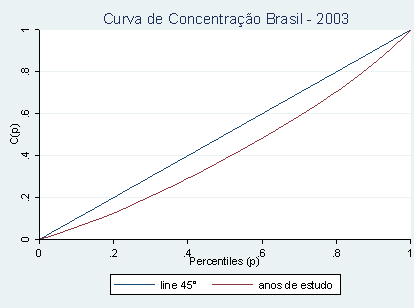 Curva de Concentração Brasil - 2003
C(p)
1
.8
.6
.4
.2
0
0 .2 .4 .6 .8 1
Percentiles (p)
line 45° anos de estudo